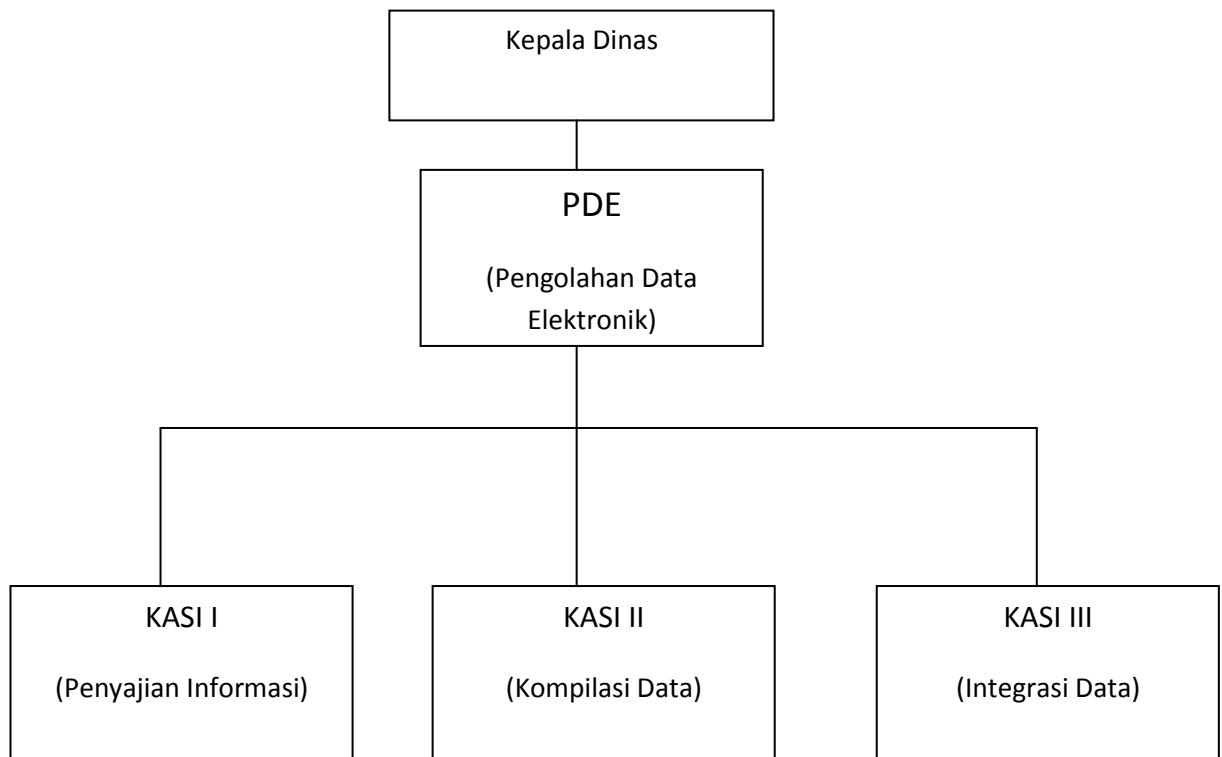 Kepala Dinas
PDE
(Pengolahan Data
Elektronik)
KASI I
(Penyajian Informasi)
KASI II
(Kompilasi Data)
KASI III
(Integrasi Data)